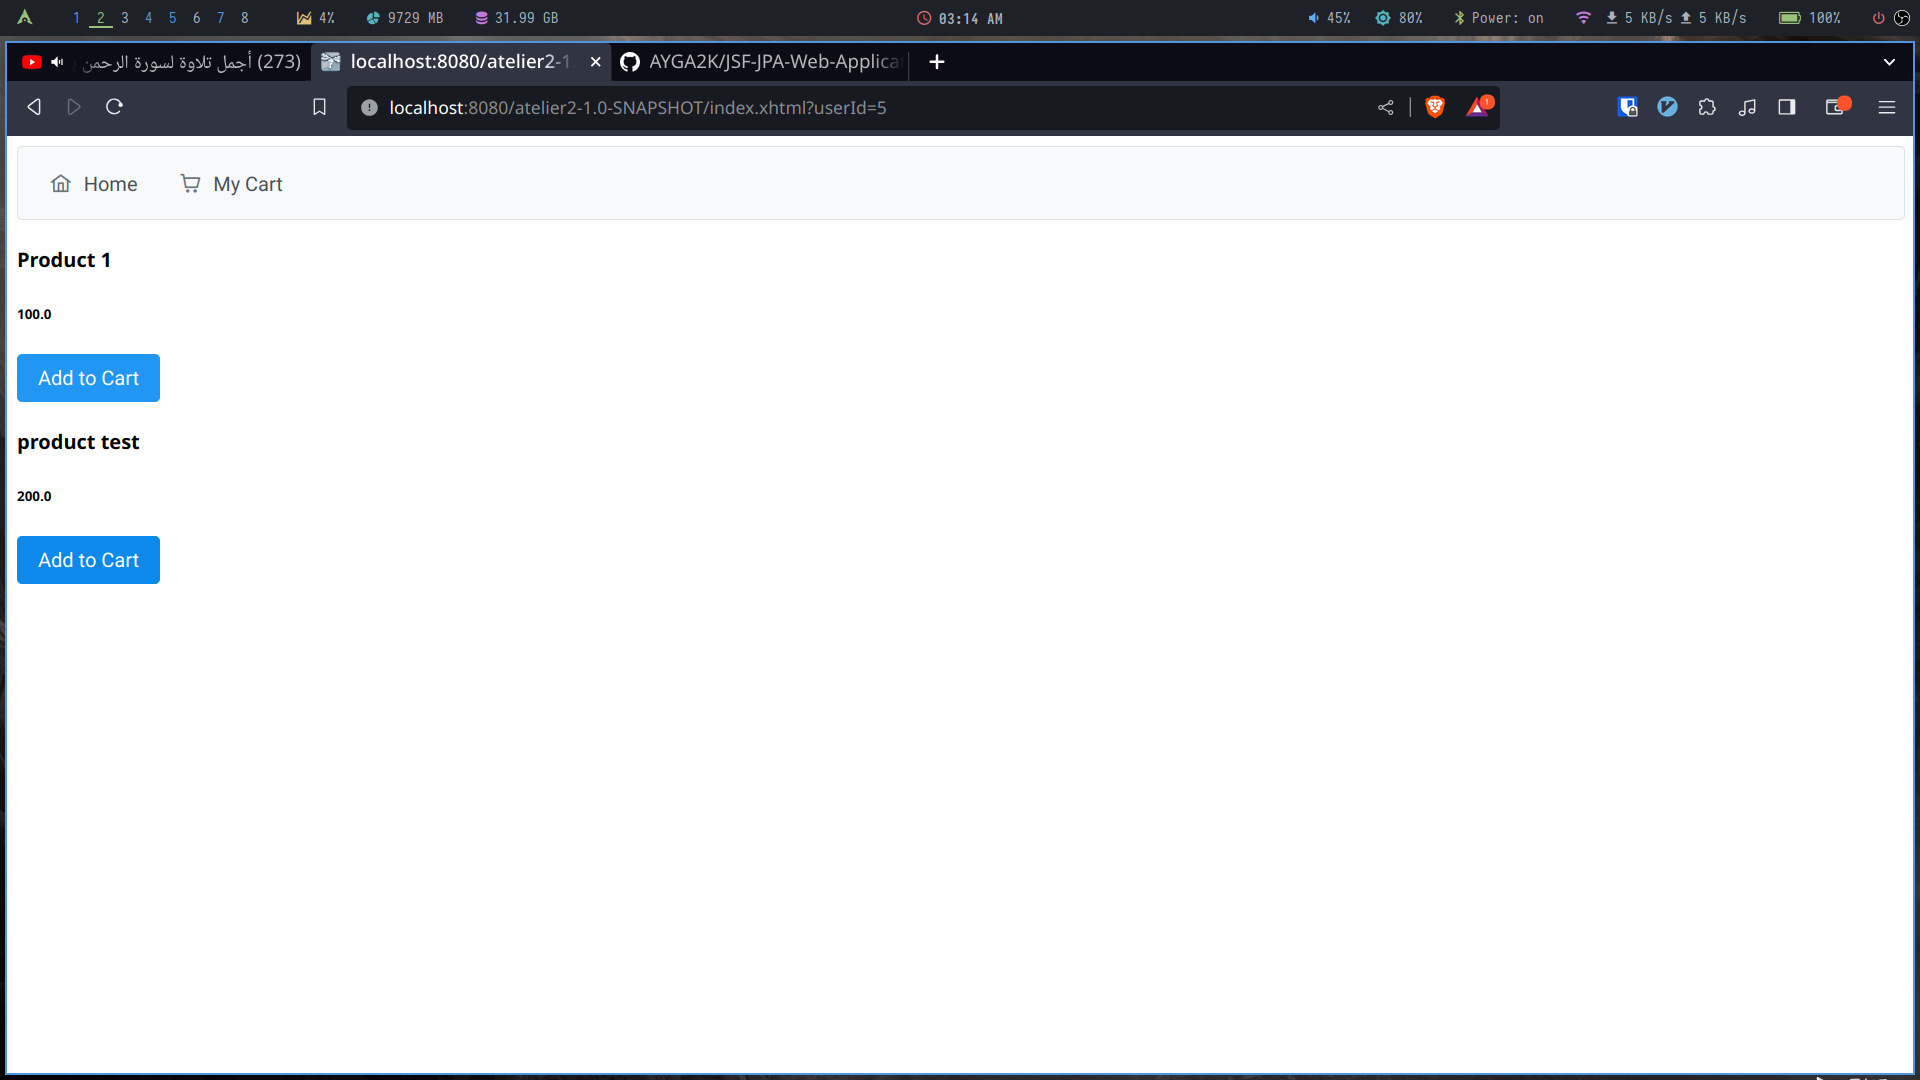 1 2 3 4 5 6 7 8 4% 9729 MB 31.99 GB 03:14 AM 45% 80% Power: on 5 KB/s 5 KB/s 100%
(273) أجمل تلاوة لسورة الرحمن localhost:8080/atelier2-1 AYGA2K/JSF-JPA-Web-Applica
localhost:8080/atelier2-1.0-SNAPSHOT/index.xhtml?userId=5 1
Home My Cart
Product 1
100.0
Add to Cart
product test
200.0
Add to Cart